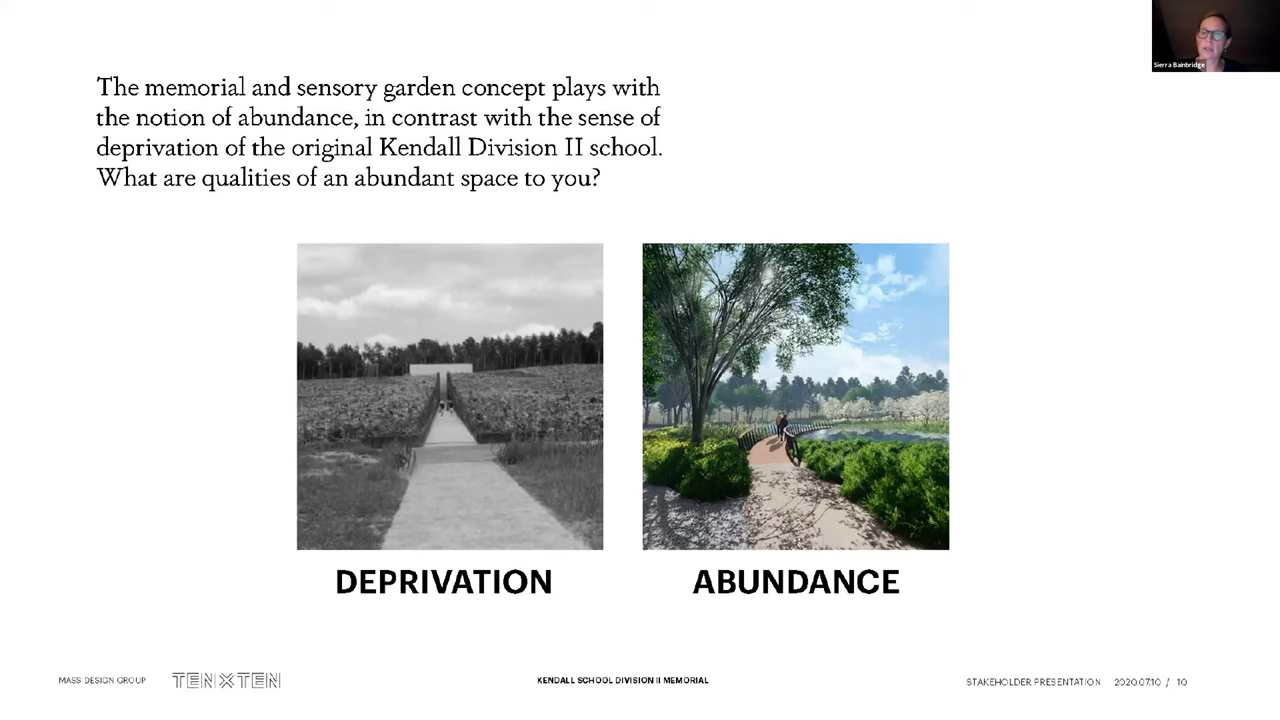 Sierra Bainbridge
The memorial and sensory garden concept plays with
the notion of abundance, in contrast with the sense of
deprivation of the original Kendall Division II school.
What are qualities of an abundant space to you?
DEPRIVATION
ABUNDANCE
MASS DESIGN GROUP
TEN X TEN
KENDALL SCHOOL DIVISION II MEMORIAL
STAKEHOLDER PRESENTATION 2020.07.10 / 10